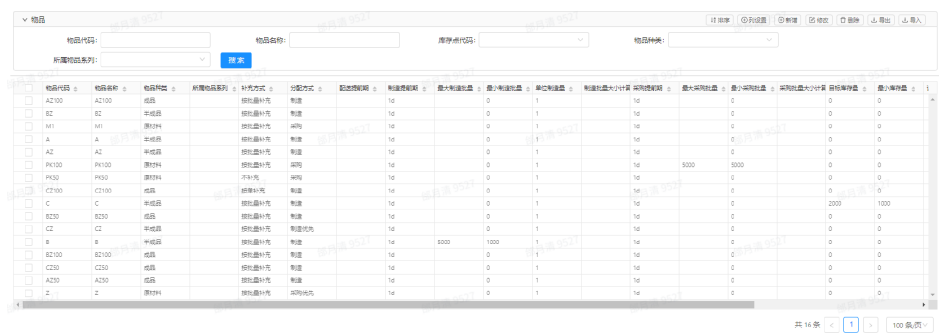 物品
排序 列设置 新增 修改 删除 导出 导入
物品代码: 物品名称: 库存点代码: 物品种类:
所属物品系列: 搜索
物品代码 物品名称 物品种类 所属物品系列 补充方式 分配方式 配送提前期 制造提前期 最大制造批量 最小制造批量 单位制造量 制造批量大小计算 采购提前期 最大采购批量 最小采购批量 采购批量大小计算 目标库存量 最小库存量
AZ100 AZ100 成品 按批量补充 制造 1d 0 1 1d 0 0 0
BZ BZ 半成品 按批量补充 制造 1d 0 1 1d 0 0 0
M1 M1 原材料 按批量补充 采购 1d 0 1 1d 0 0 0
A A 半成品 按批量补充 制造 1d 0 1 1d 0 0 0
AZ AZ 半成品 按批量补充 制造 1d 0 1 1d 0 0 0
PK100 PK100 原材料 按批量补充 采购 1d 0 1 1d 5000 5000 0 0
PK50 PK50 原材料 不补充 采购 1d 0 1 1d 0 0 0
CZ100 CZ100 成品 按批量补充 制造 1d 0 1 1d 0 0 0
C C 半成品 按批量补充 制造 1d 0 1 1d 0 2000 1000
BZ50 BZ50 成品 按批量补充 制造 1d 0 1 1d 0 0 0
CZ CZ 半成品 按批量补充 制造优先 1d 0 1 1d 0 0 0
B B 半成品 按批量补充 制造 1d 8000 1000 1 1d 0 0 0
BZ100 BZ100 成品 按批量补充 制造 1d 0 1 1d 0 0 0
CZ50 CZ50 成品 按批量补充 制造 1d 0 1 1d 0 0 0
AZ50 AZ50 成品 按批量补充 制造 1d 0 1 1d 0 0 0
Z Z 原材料 按批量补充 采购优先 1d 0 1 1d 0 0 0
共 16 条 < 1 > 100 条/页